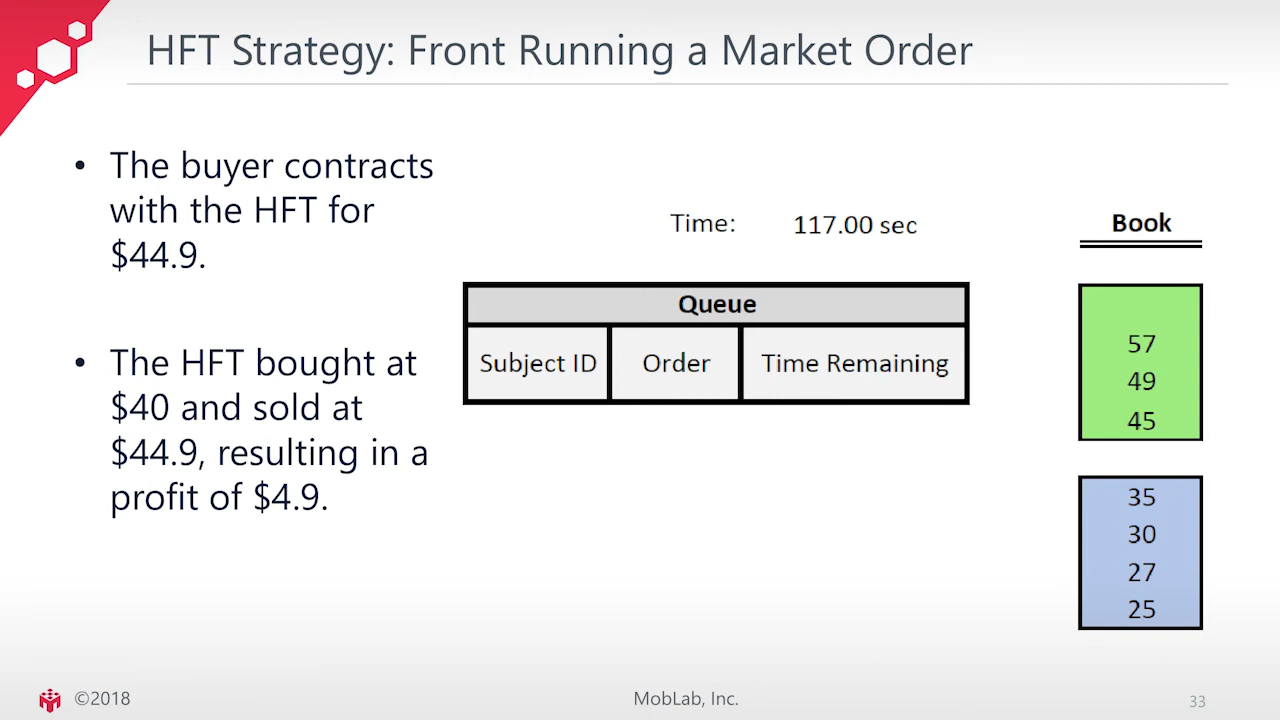 HFT Strategy: Front Running a Market Order
• The buyer contracts
with the HFT for
$44.9.
• The HFT bought at
$40 and sold at
$44.9, resulting in a
profit of $4.9.
Time: 117.00 sec
Queue
Subject ID Order Time Remaining
Book
57
49
45
35
30
27
25
©2018
MobLab, Inc.
33